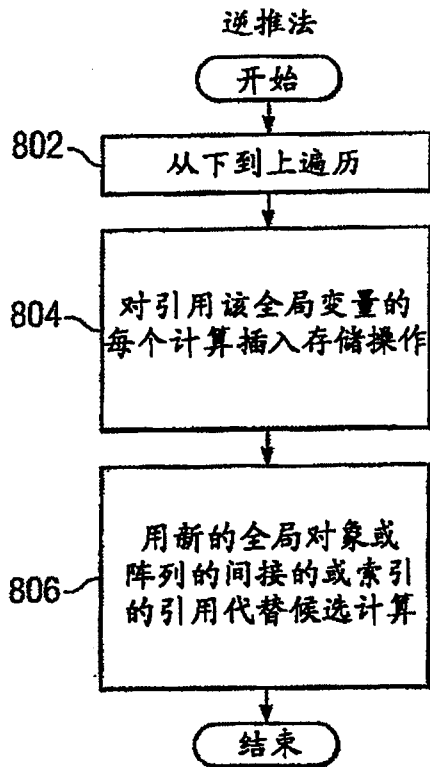 逆推法
开始
802
从下到上遍历
804
对引用该全局变量的
每个计算插入存储操作
806
用新的全局对象或
阵列的间接的或索引
的引用代替候选计算
结束